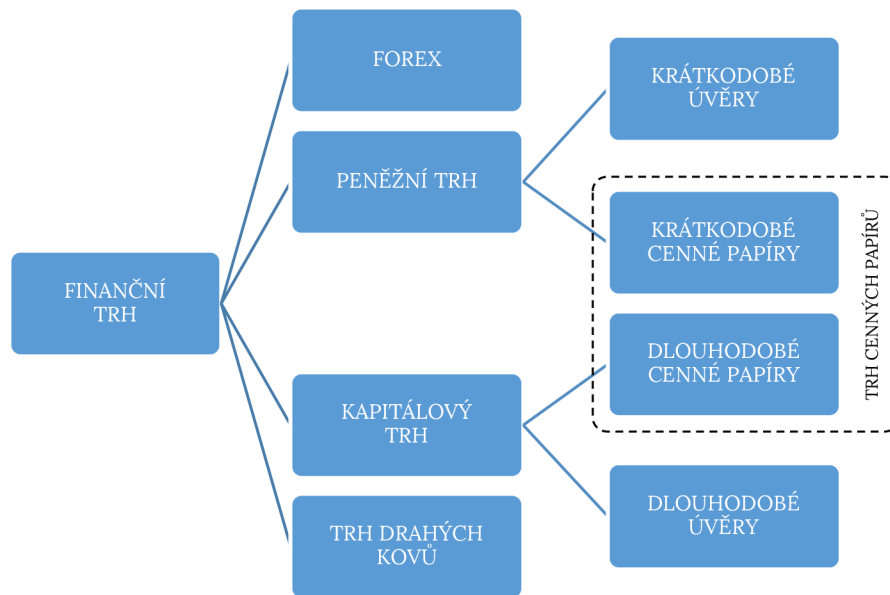 FINANČNÍ
TRH
FOREX
PENĚŽNÍ TRH
KAPITÁLOVÝ
TRH
TRH DRAHÝCH
KOVŮ
KRÁTKODOBÉ
ÚVĚRY
KRÁTKODOBÉ
CENNÉ PAPÍRY
DLOUHODOBÉ
CENNÉ PAPÍRY
DLOUHODOBÉ
ÚVĚRY
TRH CENNÝCH PAPÍRŮ